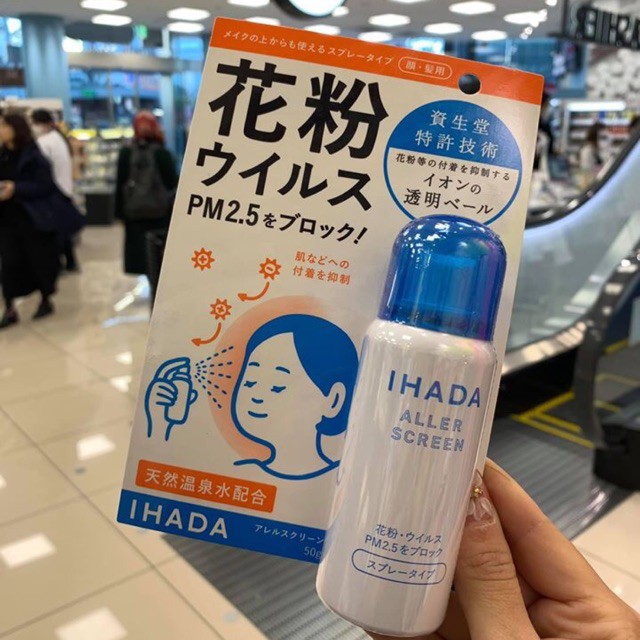 メイクの上からも使えるスプレータイプ 顔・髪用
花粉
ウイルス
PM2.5をブロック!
資生堂
特許技術
花粉等の付着を抑制する
イオンの
透明ベール
肌などへの
付着を抑制
天然温泉水配合
IHADA
アレルスクリーン
50g
IHADA
ALLER
SCREEN
花粉・ウイルス
PM2.5をブロック
スプレータイプ